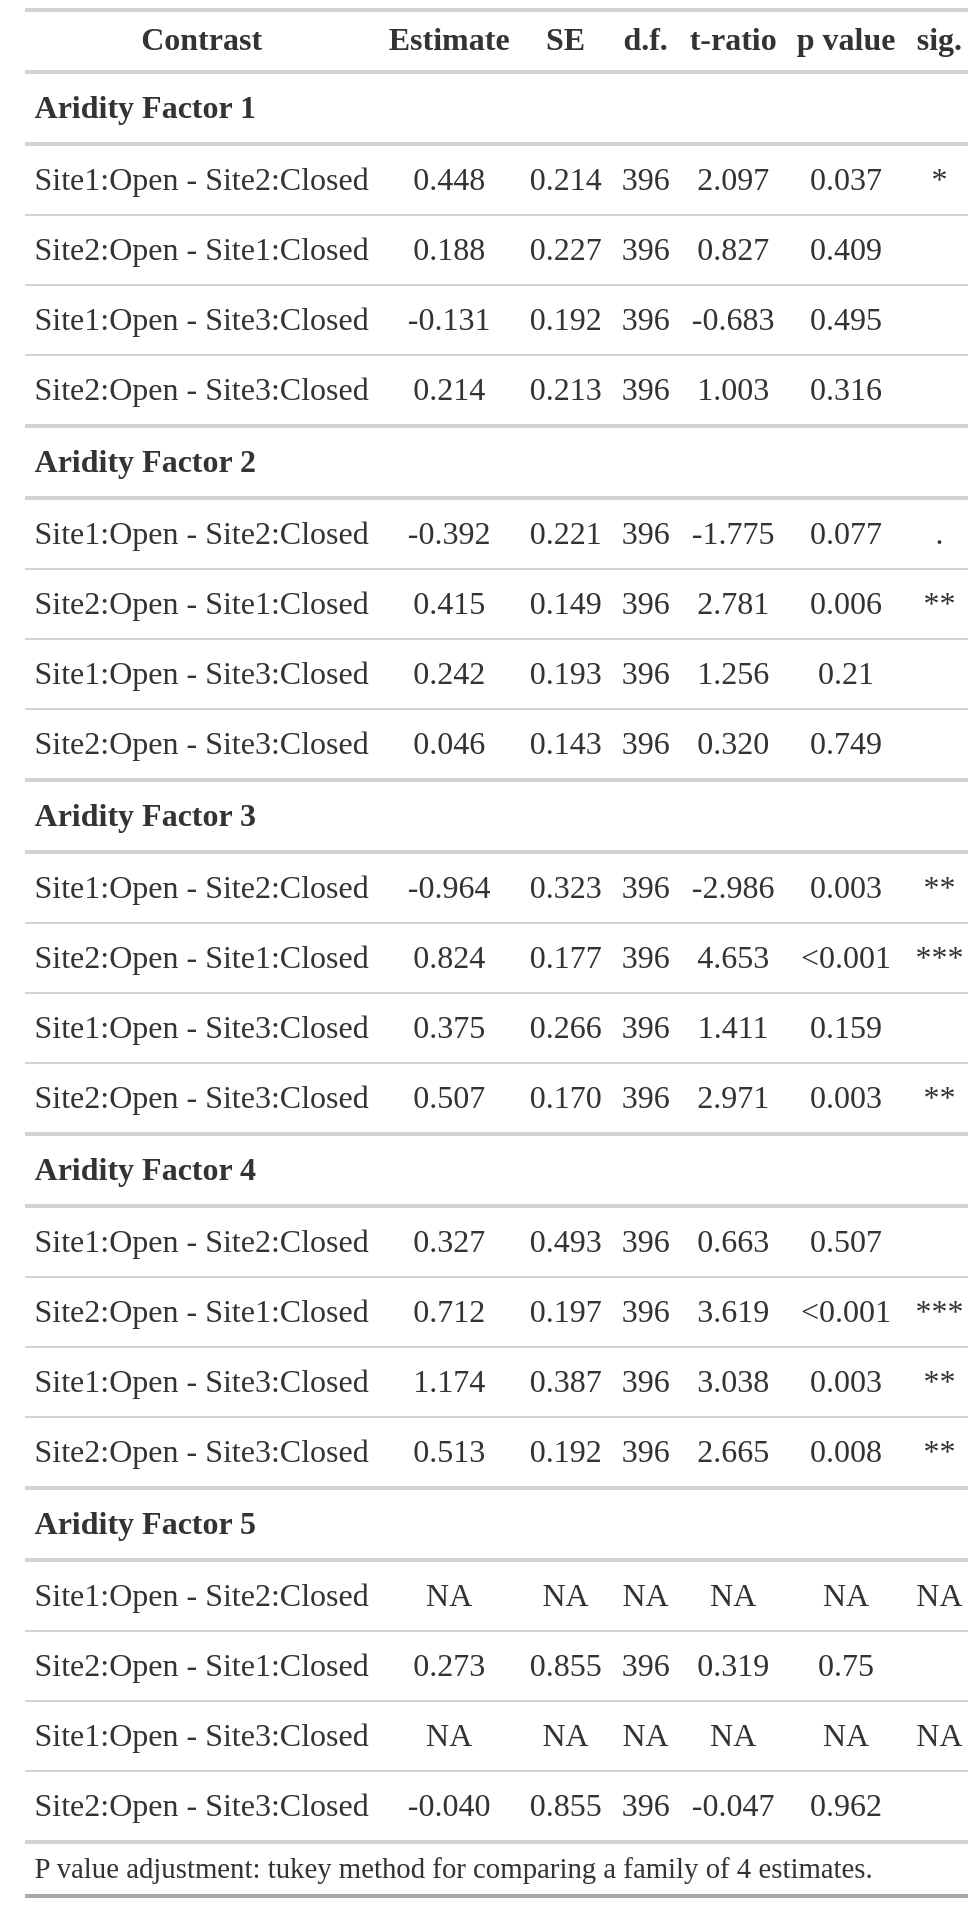 Contrast Estimate SE d.f. t-ratio p value sig.
Aridity Factor 1
Site1:Open - Site2:Closed 0.448 0.214 396 2.097 0.037 *
Site2:Open - Site1:Closed 0.188 0.227 396 0.827 0.409
Site1:Open - Site3:Closed -0.131 0.192 396 -0.683 0.495
Site2:Open - Site3:Closed 0.214 0.213 396 1.003 0.316
Aridity Factor 2
Site1:Open - Site2:Closed -0.392 0.221 396 -1.775 0.077 .
Site2:Open - Site1:Closed 0.415 0.149 396 2.781 0.006 **
Site1:Open - Site3:Closed 0.242 0.193 396 1.256 0.21
Site2:Open - Site3:Closed 0.046 0.143 396 0.320 0.749
Aridity Factor 3
Site1:Open - Site2:Closed -0.964 0.323 396 -2.986 0.003 **
Site2:Open - Site1:Closed 0.824 0.177 396 4.653 <0.001 ***
Site1:Open - Site3:Closed 0.375 0.266 396 1.411 0.159
Site2:Open - Site3:Closed 0.507 0.170 396 2.971 0.003 **
Aridity Factor 4
Site1:Open - Site2:Closed 0.327 0.493 396 0.663 0.507
Site2:Open - Site1:Closed 0.712 0.197 396 3.619 <0.001 ***
Site1:Open - Site3:Closed 1.174 0.387 396 3.038 0.003 **
Site2:Open - Site3:Closed 0.513 0.192 396 2.665 0.008 **
Aridity Factor 5
Site1:Open - Site2:Closed NA NA NA NA NA NA
Site2:Open - Site1:Closed 0.273 0.855 396 0.319 0.75
Site1:Open - Site3:Closed NA NA NA NA NA NA
Site2:Open - Site3:Closed -0.040 0.855 396 -0.047 0.962
P value adjustment: tukey method for comparing a family of 4 estimates.